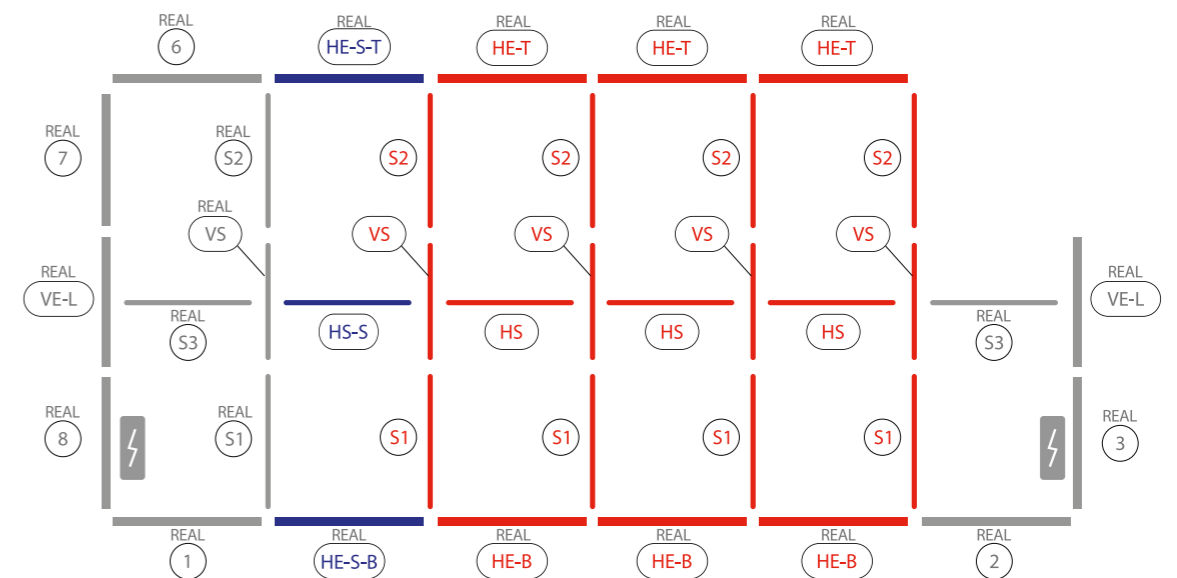 REAL REAL REAL REAL REAL
6 HE-S-T HE-T HE-T HE-T
REAL REAL
7 S2 S2 S2 S2 S2
REAL
VS VS VS VS VS
REAL REAL
VE-L VE-L
REAL REAL
S3 HS-S HS HS HS S3
REAL REAL REAL
8 S1 S1 S1 S1 S1 3
REAL REAL REAL REAL REAL REAL
1 HE-S-B HE-B HE-B HE-B 2